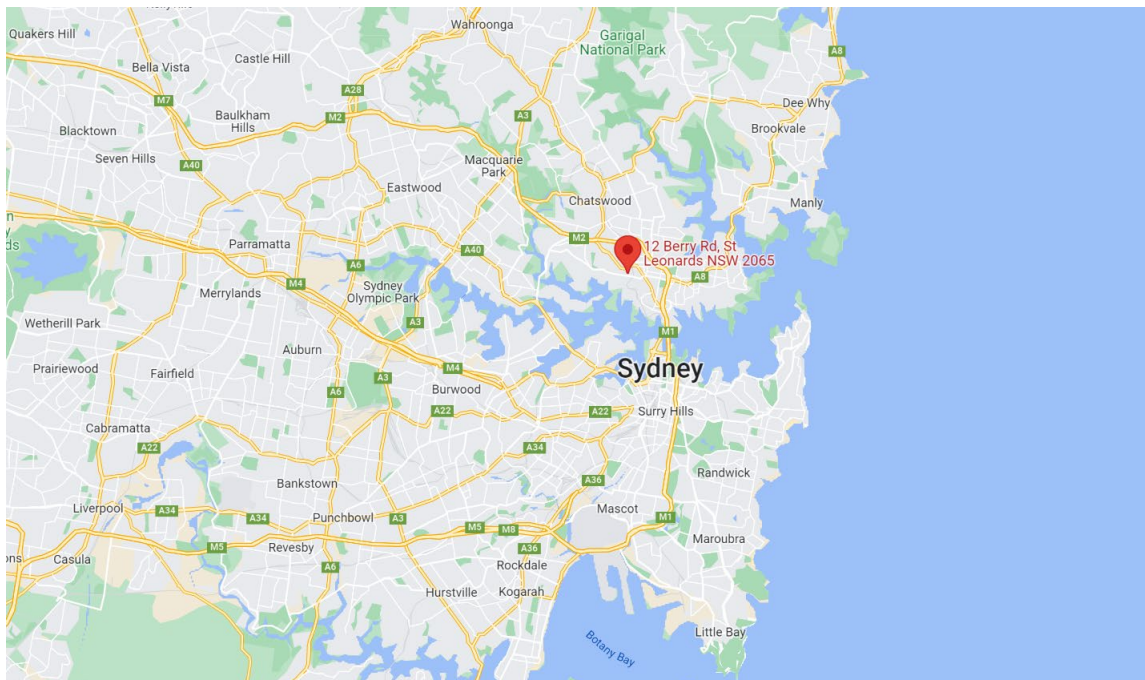 Wahroonga
Quakers Hill
Garigal
National Park
A8
Castle Hill
Bella Vista
A28
M7
Dee Why
Baulkham
Hills
M2
A3
Blacktown
Brookvale
Seven Hills
A40
Macquarie
Park
Eastwood
Chatswood
Manly
M2
Parramatta
A40
12 Berry Rd, St
Leonards NSW 2065
A6
M4
A8
Sydney
Olympic Park
Merrylands
Wetherill Park
A3
M1
Auburn
Prairiewood
Fairfield
M4
Sydney
A3
Burwood
A6
A22
A22
Surry Hills
Cabramatta
A22
A34
Randwick
Bankstown
A36
Liverpool
A34
A34
Punchbowl
A3
Mascot
M1
M5
M8
Maroubra
M5
Revesby
A36
Casula
Rockdale
A6
Hurstville
Kogarah
Little Bay
Botany Bay